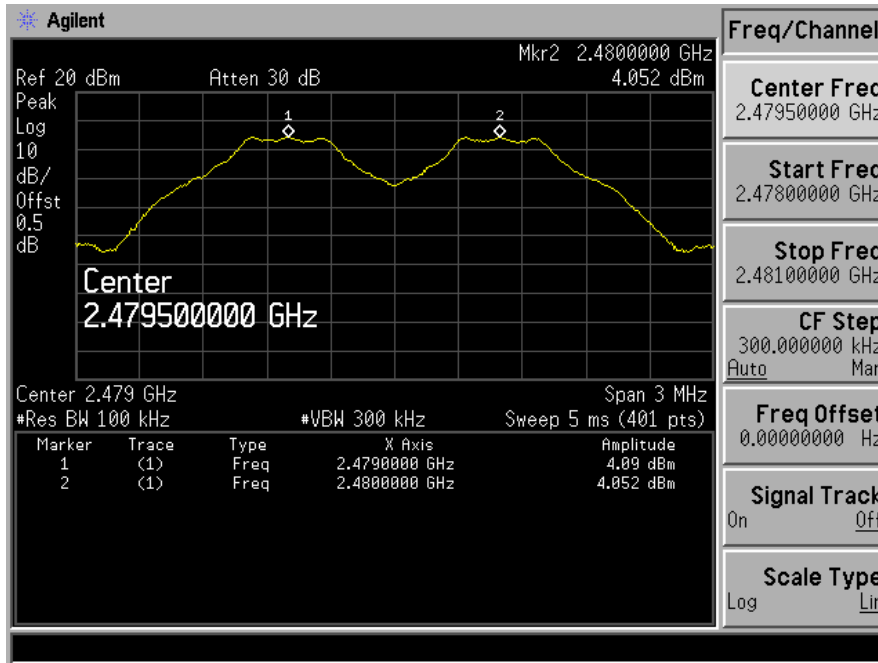 Agilent
Mkr2 2.4800000 GHz
Ref 20 dBm Atten 30 dB 4.052 dBm
Peak
Log
10
dB/
Offst
0.5
dB
1
2
Center
2.479500000 GHz
Center 2.479 GHz Span 3 MHz
#Res BW 100 kHz #VBW 300 kHz Sweep 5 ms (401 pts)
Marker Trace Type X Axis Amplitude
1 (1) Freq 2.4790000 GHz 4.09 dBm
2 (1) Freq 2.4800000 GHz 4.052 dBm
Freq/Channel
Center Freq
2.47950000 GHz
Start Freq
2.47800000 GHz
Stop Freq
2.48100000 GHz
CF Step
300.000000 kHz
Auto Man
Freq Offset
0.00000000 Hz
Signal Track
On Off
Scale Type
Log Lin